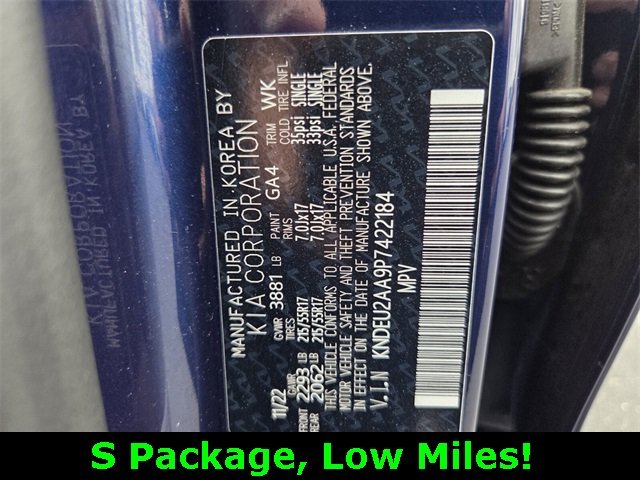 MANUFACTURED IN KOREA BY
KIA CORPORATION
11/22 GVWR 3881 LB PAINT GA4 TRIM WK
GAWR TIRES RIMS COLD TIRE INFL
FRONT 2293 LB 215/55R17 7.0Jx17 35psi SINGLE
REAR 2062 LB 215/55R17 7.0Jx17 33psi SINGLE
THIS VEHICLE CONFORMS TO ALL APPLICABLE U.S.A. FEDERAL
MOTOR VEHICLE SAFETY AND THEFT PREVENTION STANDARDS
IN EFFECT ON THE DATE OF MANUFACTURE SHOWN ABOVE.
V.I.N KNDEU2AA9P7422184
MPV
S Package, Low Miles!